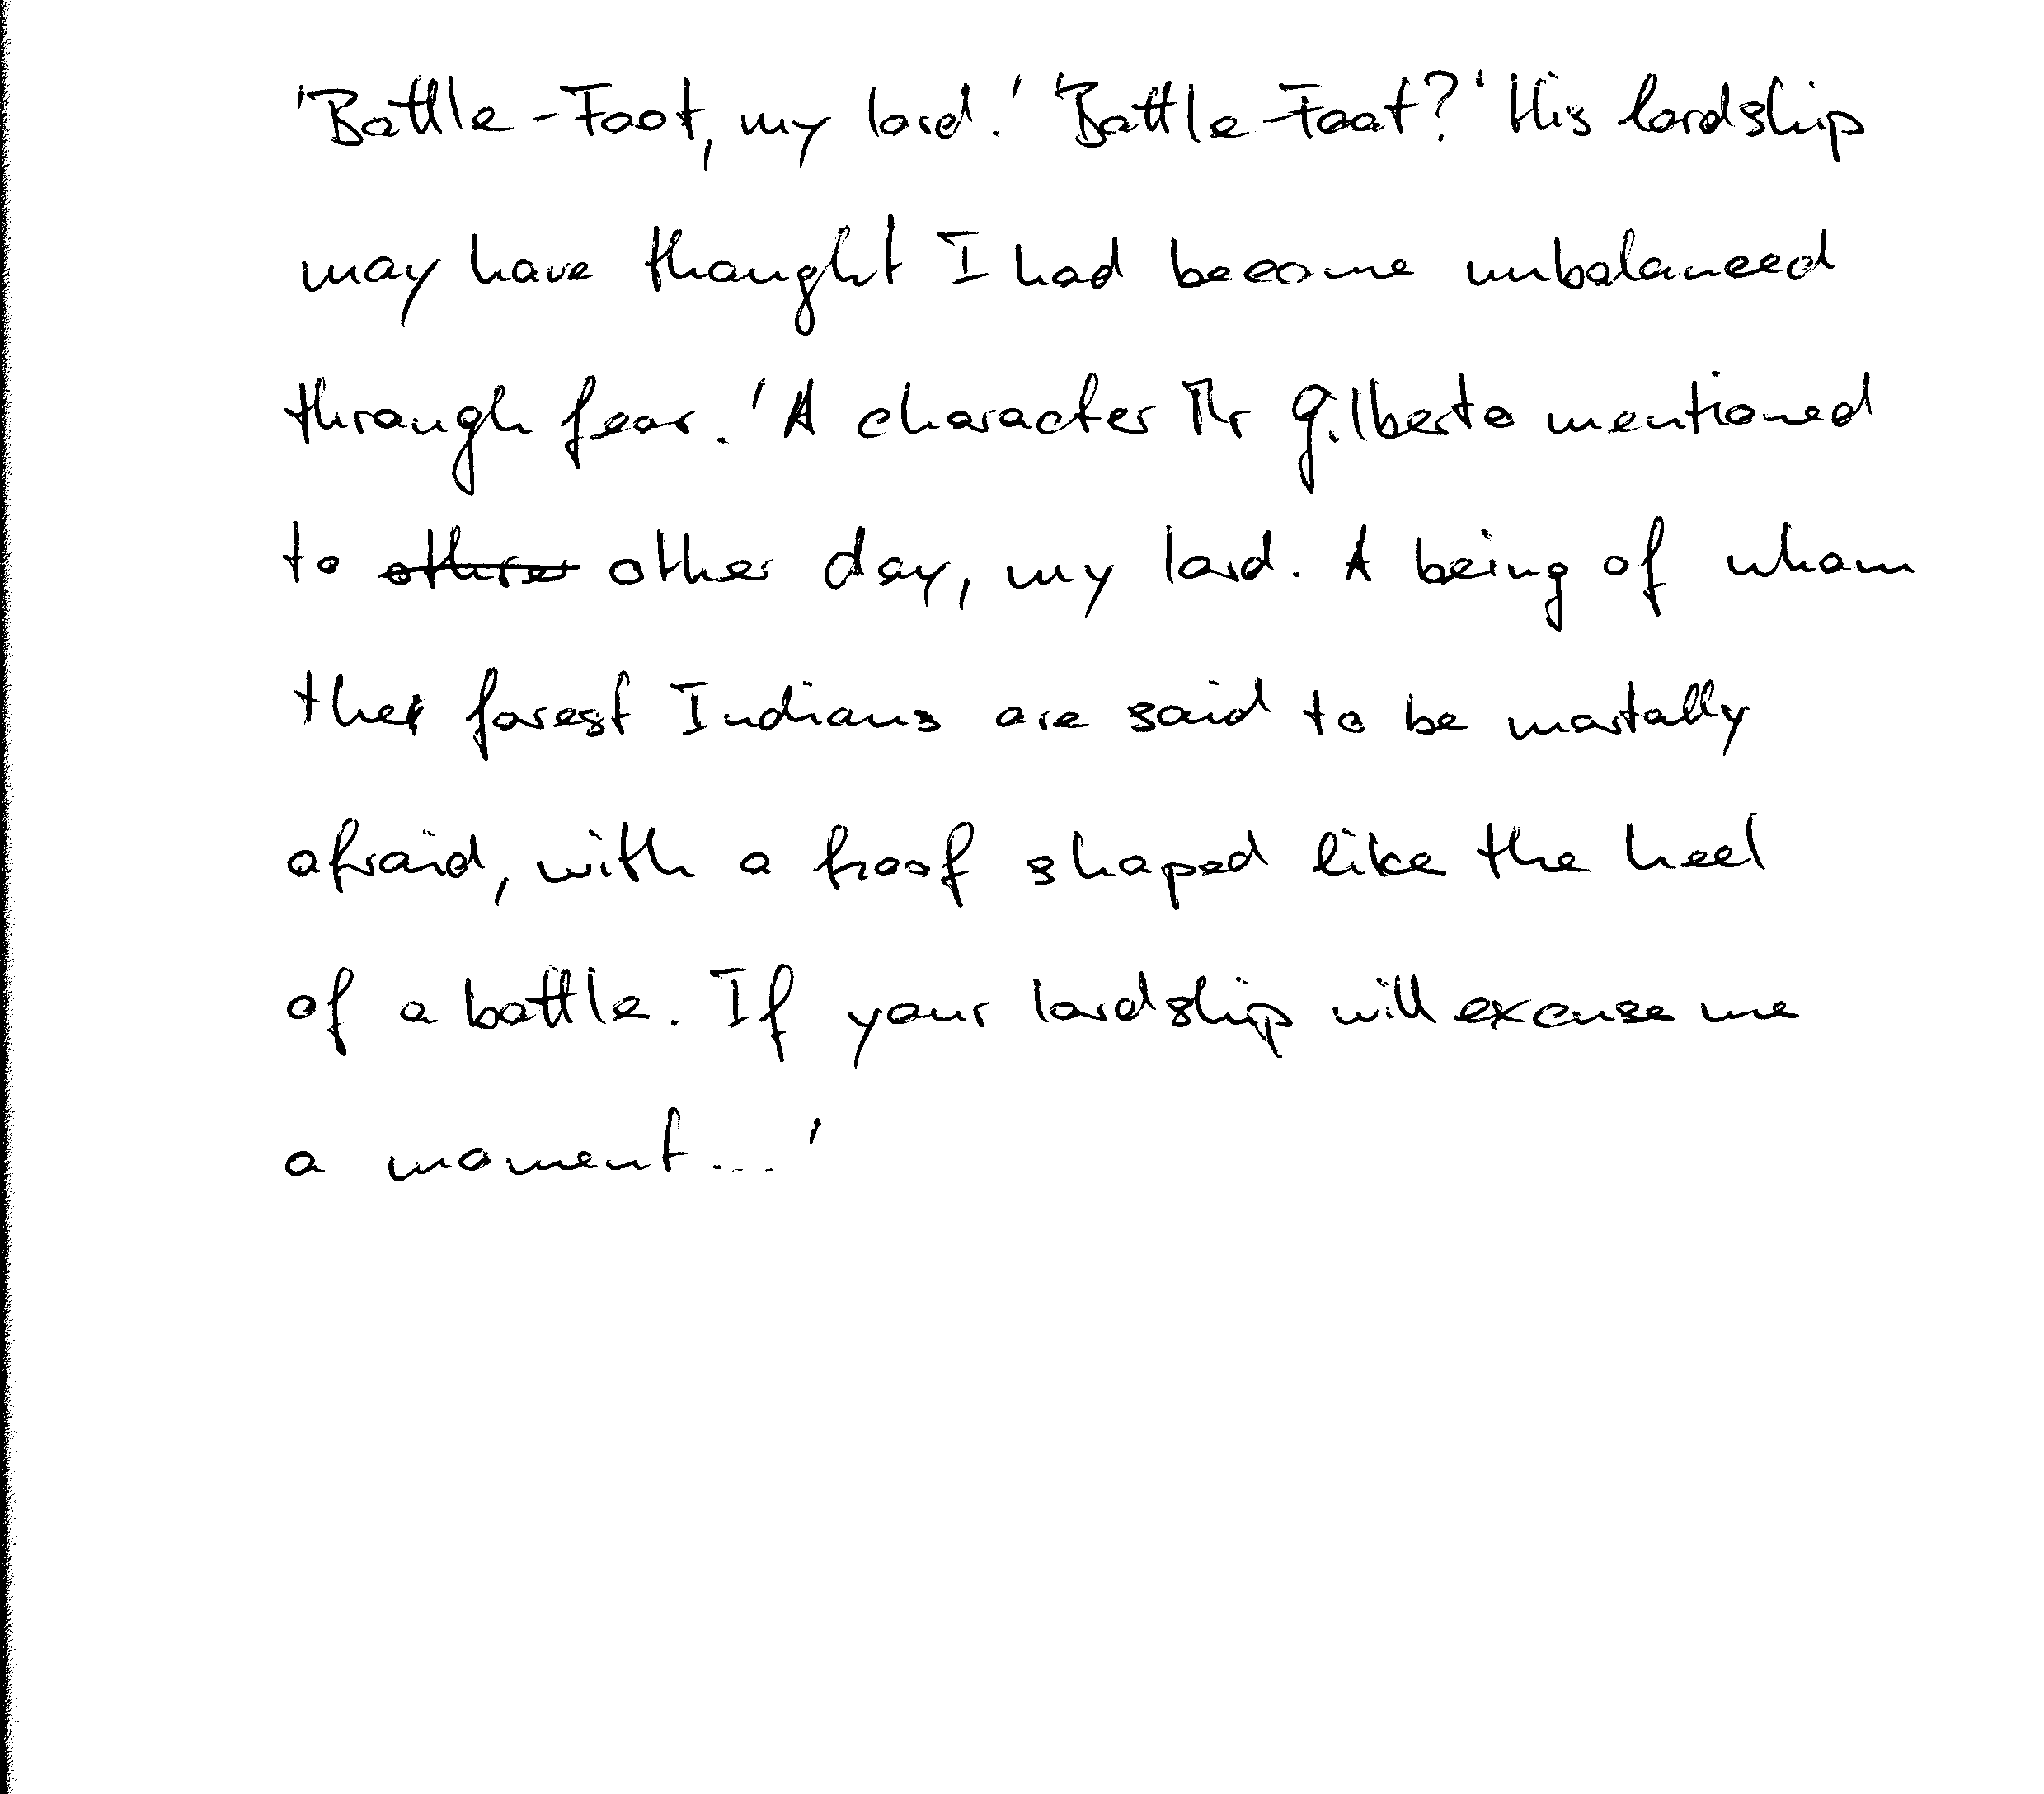 'Bottle-Foot, my lord.' 'Bottle-Foot?' His lordship
may have thought I had become unbalanced
through fear. 'A character Mr Gilberto mentioned
to other day, my lord. A being of whom
the forest Indians are said to be mortally
afraid, with a hoof shaped like the heel
of a bottle. If your lordship will excuse me
a moment...'